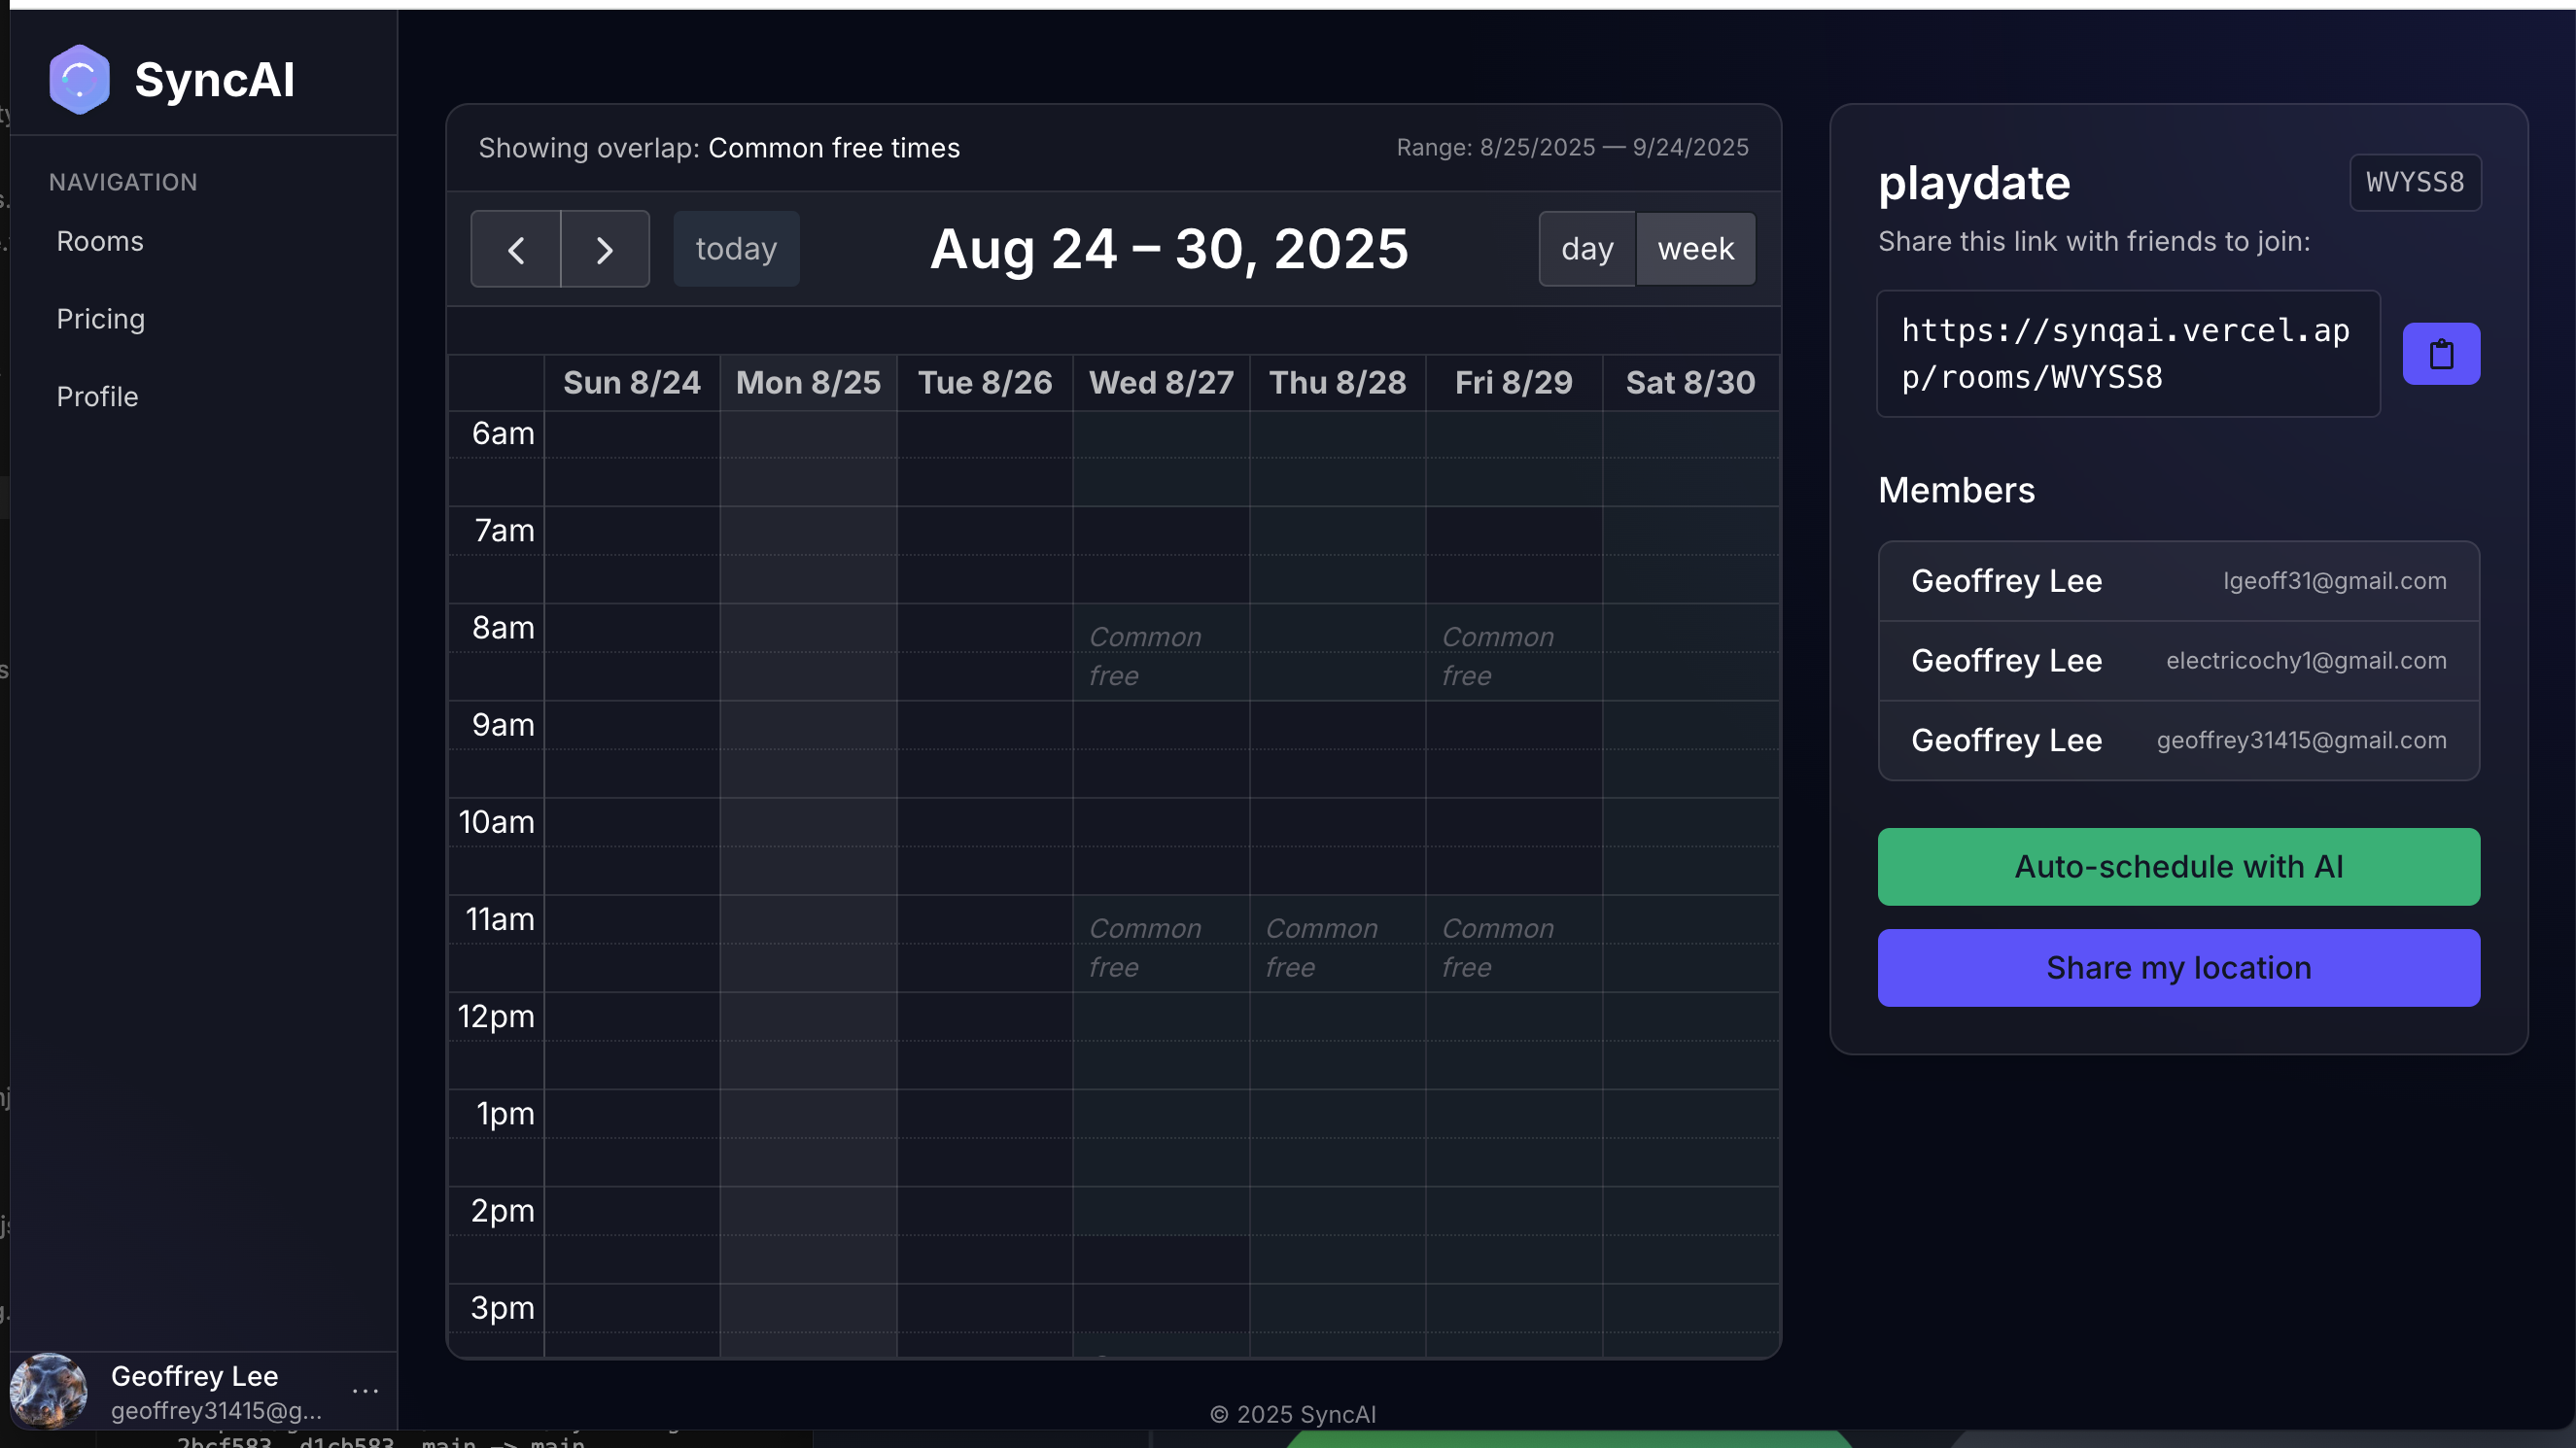 SyncAI
NAVIGATION
Rooms
Pricing
Profile
Geoffrey Lee
geoffrey31415@g...
...
Showing overlap: Common free times
Range: 8/25/2025 — 9/24/2025
today
Aug 24 – 30, 2025
day
week
Sun 8/24
Mon 8/25
Tue 8/26
Wed 8/27
Thu 8/28
Fri 8/29
Sat 8/30
6am
7am
8am
Common
free
Common
free
9am
10am
11am
Common
free
Common
free
Common
free
12pm
1pm
2pm
3pm
playdate
WVYSS8
Share this link with friends to join:
https://synqai.vercel.ap
p/rooms/WVYSS8
Members
Geoffrey Lee
lgeoff31@gmail.com
Geoffrey Lee
electricochy1@gmail.com
Geoffrey Lee
geoffrey31415@gmail.com
Auto-schedule with AI
Share my location
© 2025 SyncAI